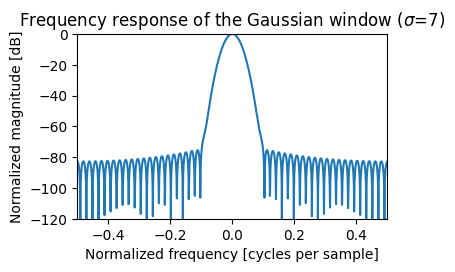 Frequency response of the Gaussian window (σ=7)
Normalized magnitude [dB]
0
−20
−40
−60
−80
−100
−120
−0.4 −0.2 0.0 0.2 0.4
Normalized frequency [cycles per sample]